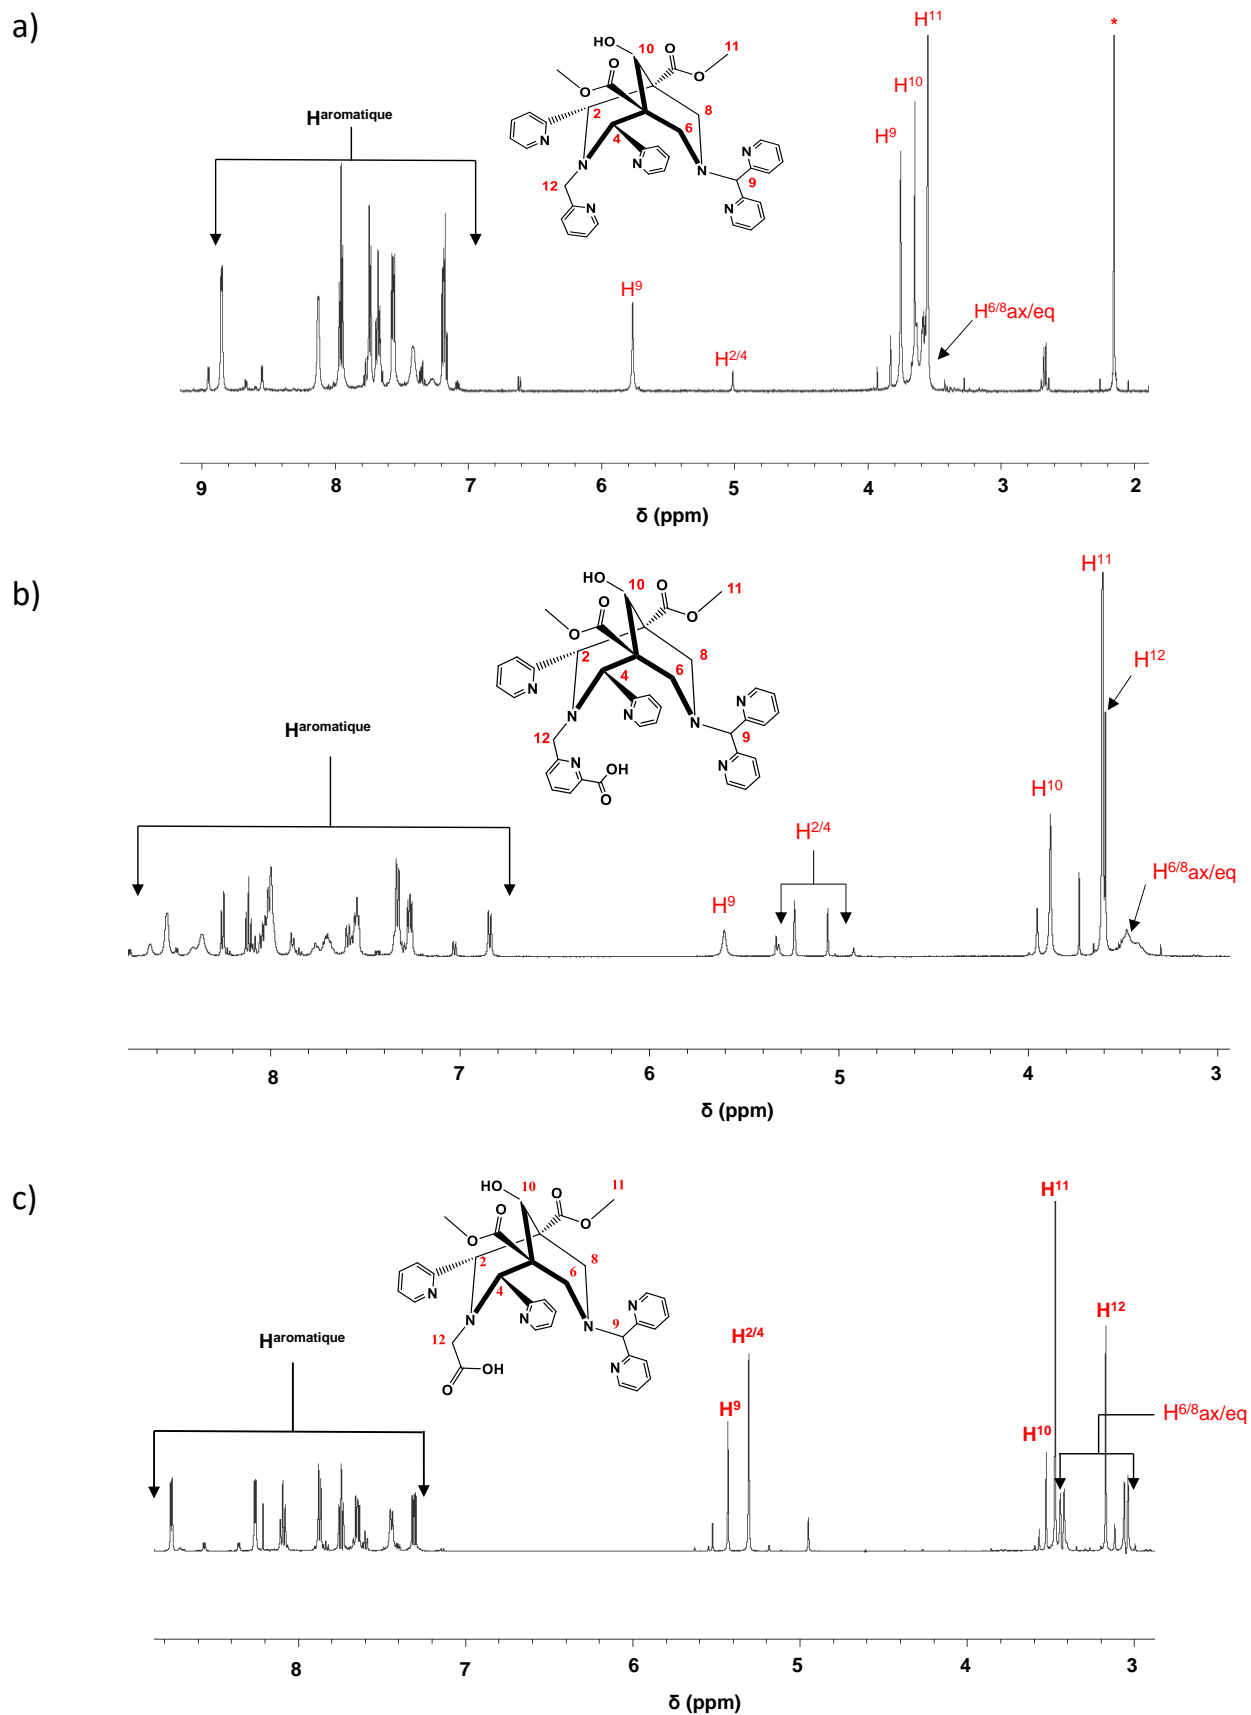 a)
H¹¹
*
HO
10
O
11
O
O
O
H¹⁰
H⁹
Haromatique
2
8
6
N
4
N
N
N
N
12
9
N
N
H⁹
H²/⁴
H⁶/⁸ax/eq
9 8 7 6 5 4 3 2
δ (ppm)
b)
H¹¹
HO
10
O
11
O
O
O
H¹²
2
8
6
N
4
N
N
N
N
12
9
N
N
OH
O
Haromatique
H¹⁰
H²/⁴
H⁹
H⁶/⁸ax/eq
8 7 6 5 4 3
δ (ppm)
c)
H¹¹
HO
10
O
11
O
O
O
2
8
6
N
4
N
N
N
N
12
9
N
OH
O
Haromatique
H²/⁴
H⁹
H¹²
H⁶/⁸ax/eq
H¹⁰
8 7 6 5 4 3
δ (ppm)